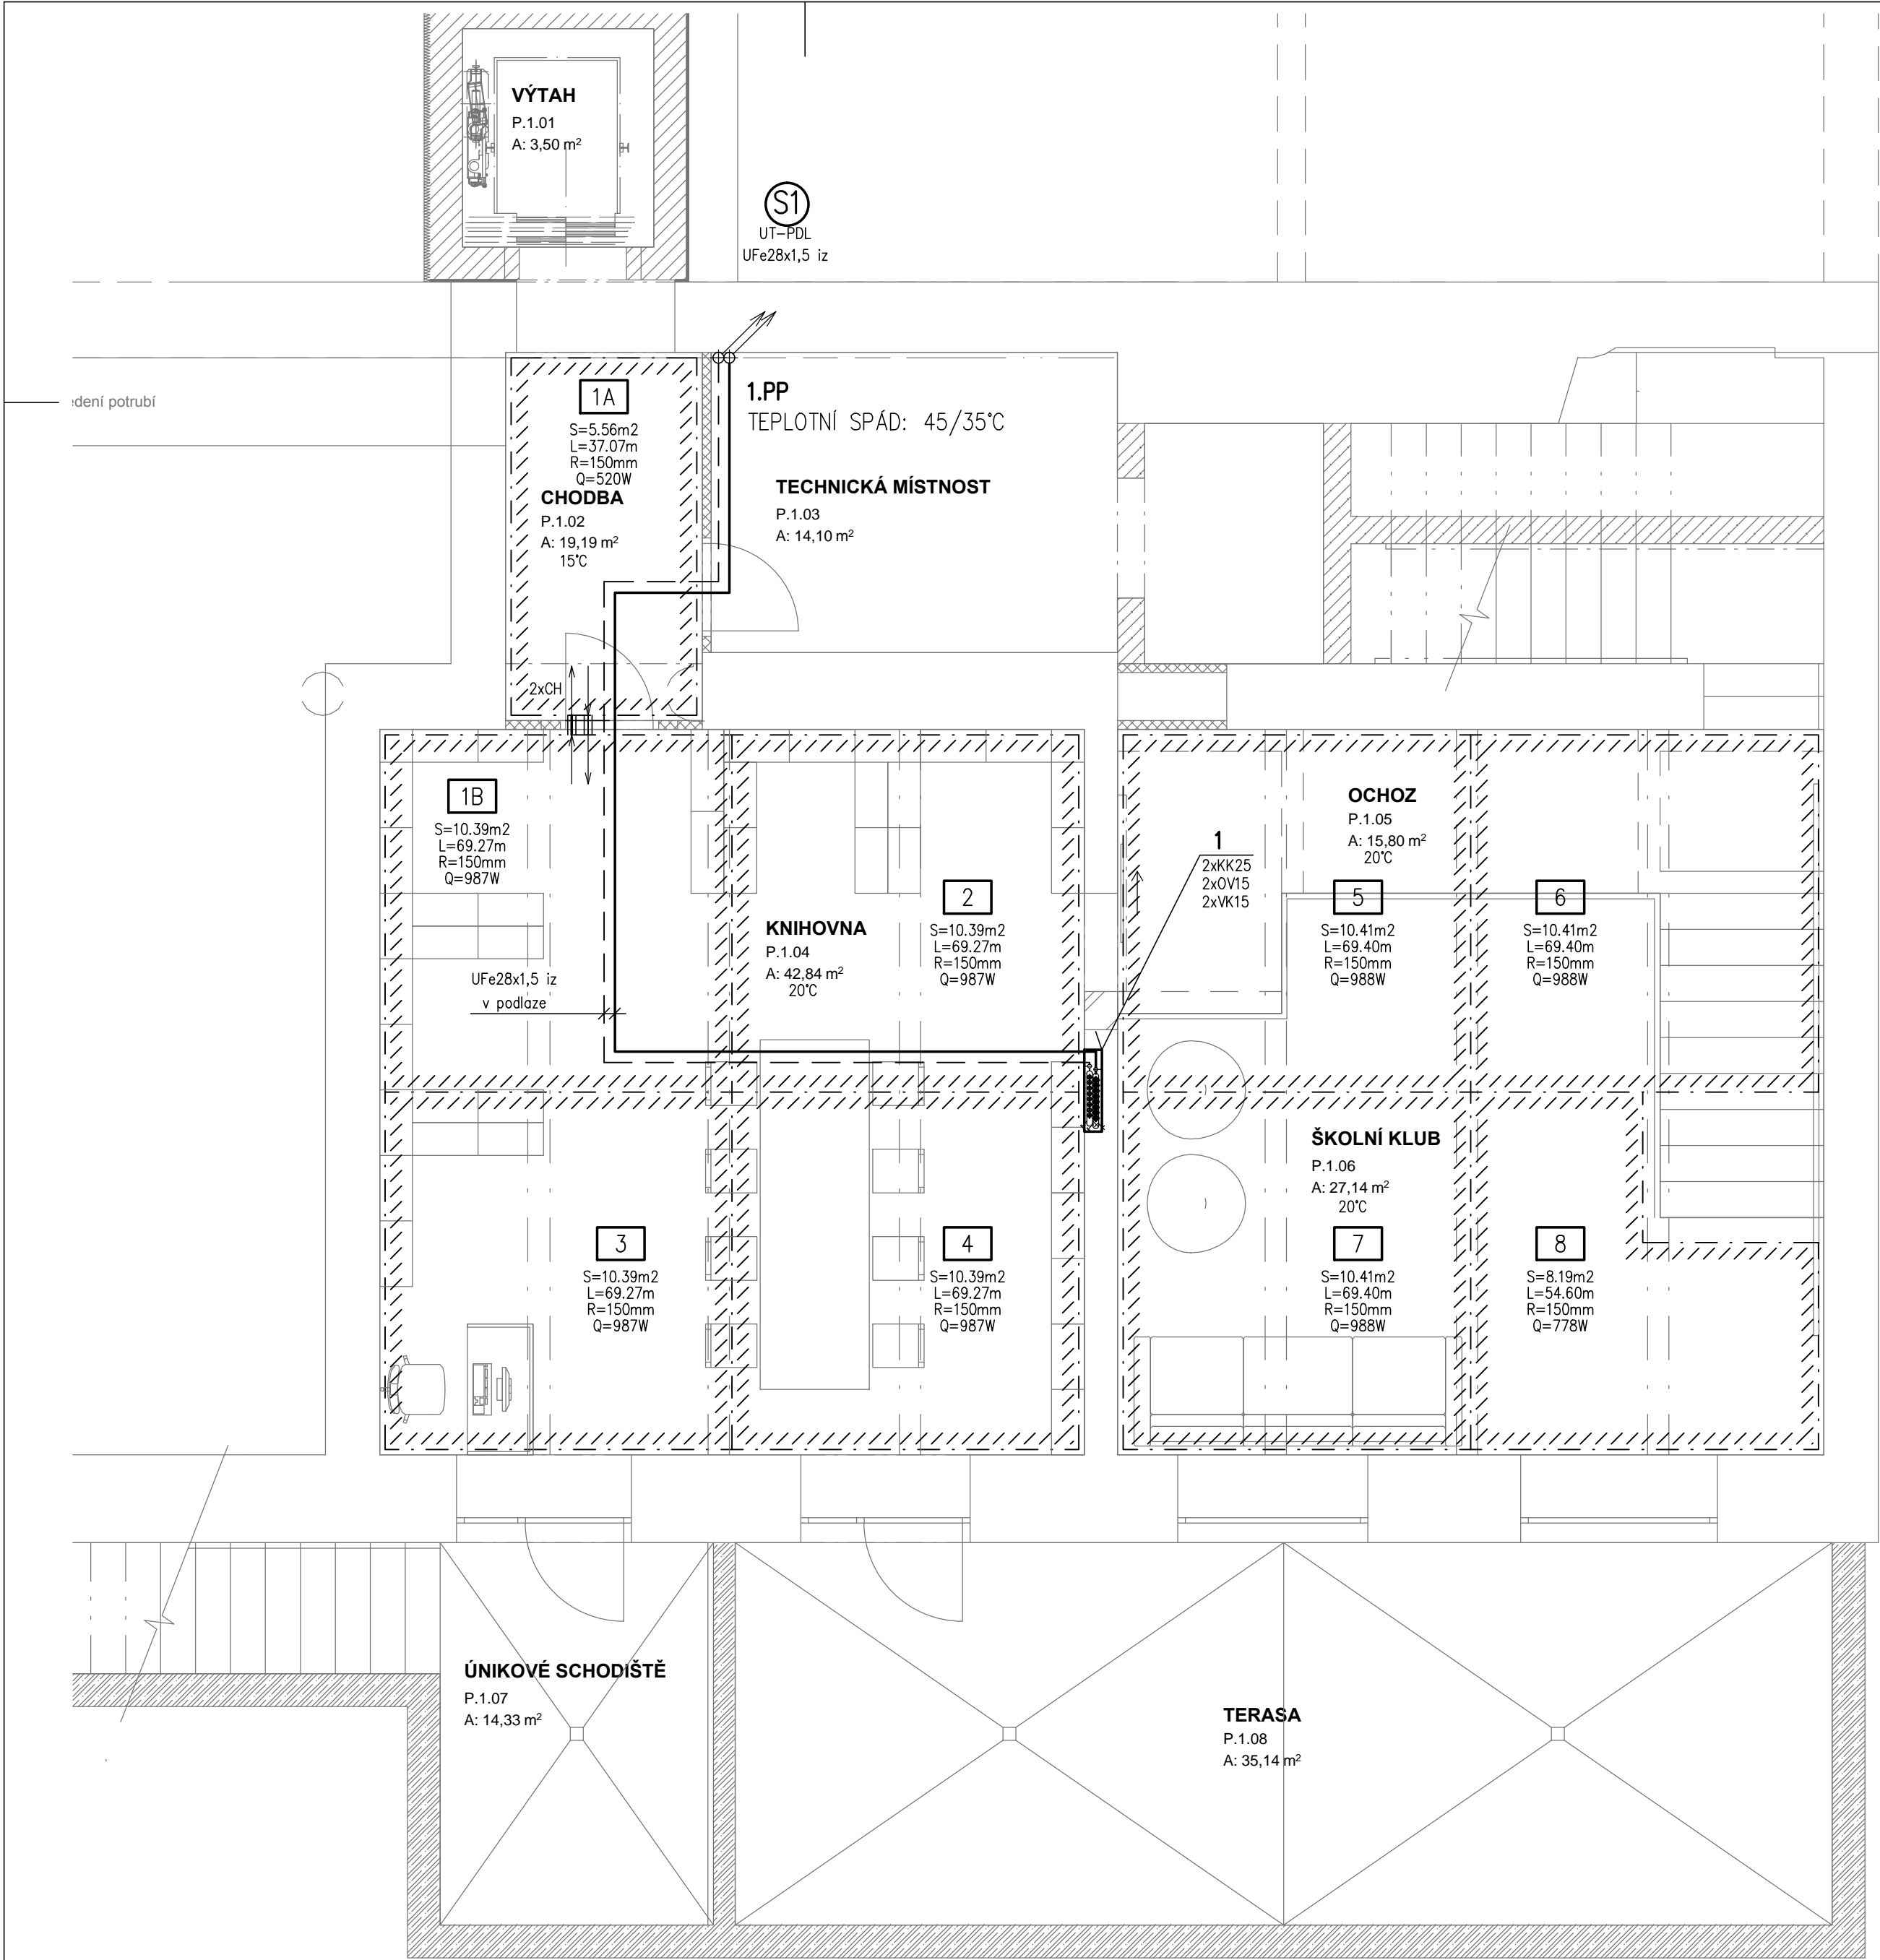 VÝTAH
P.1.01
A: 3,50 m²
S1
UT-PDL
UFe28x1,5 iz
edení potrubí
1A
S=5.56m2
L=37.07m
R=150mm
Q=520W
CHODBA
P.1.02
A: 19,19 m²
15°C
1.PP
TEPLOTNÍ SPÁD: 45/35°C
TECHNICKÁ MÍSTNOST
P.1.03
A: 14,10 m²
2xCH
1B
S=10.39m2
L=69.27m
R=150mm
Q=987W
KNIHOVNA
P.1.04
A: 42,84 m²
20°C
2
S=10.39m2
L=69.27m
R=150mm
Q=987W
UFe28x1,5 iz
v podlaze
1
2xKK25
2xOV15
2xVK15
OCHOZ
P.1.05
A: 15,80 m²
20°C
5
S=10.41m2
L=69.40m
R=150mm
Q=988W
6
S=10.41m2
L=69.40m
R=150mm
Q=988W
3
S=10.39m2
L=69.27m
R=150mm
Q=987W
4
S=10.39m2
L=69.27m
R=150mm
Q=987W
ŠKOLNÍ KLUB
P.1.06
A: 27,14 m²
20°C
7
S=10.41m2
L=69.40m
R=150mm
Q=988W
8
S=8.19m2
L=54.60m
R=150mm
Q=778W
ÚNIKOVÉ SCHODIŠTĚ
P.1.07
A: 14,33 m²
TERASA
P.1.08
A: 35,14 m²